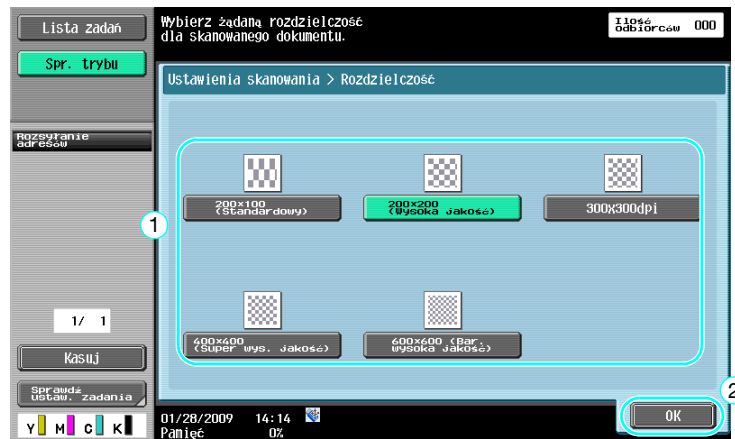 Lista zadań
Spr. trybu
Rozsyłanie
adresów
1/ 1
Kasuj
Sprawdź
ustaw. zadania
Y M C K
Wybierz żądaną rozdzielczość
dla skanowanego dokumentu.
Ilość
odbiorców 000
Ustawienia skanowania > Rozdzielczość
1
200×100
(Standardowy)
200×200
(Wysoka jakość)
300x300dpi
400×400
(Super wys. jakość)
600×600 (Bar.
wysoka jakość)
2
OK
01/28/2009 14:14
Pamięć 0%